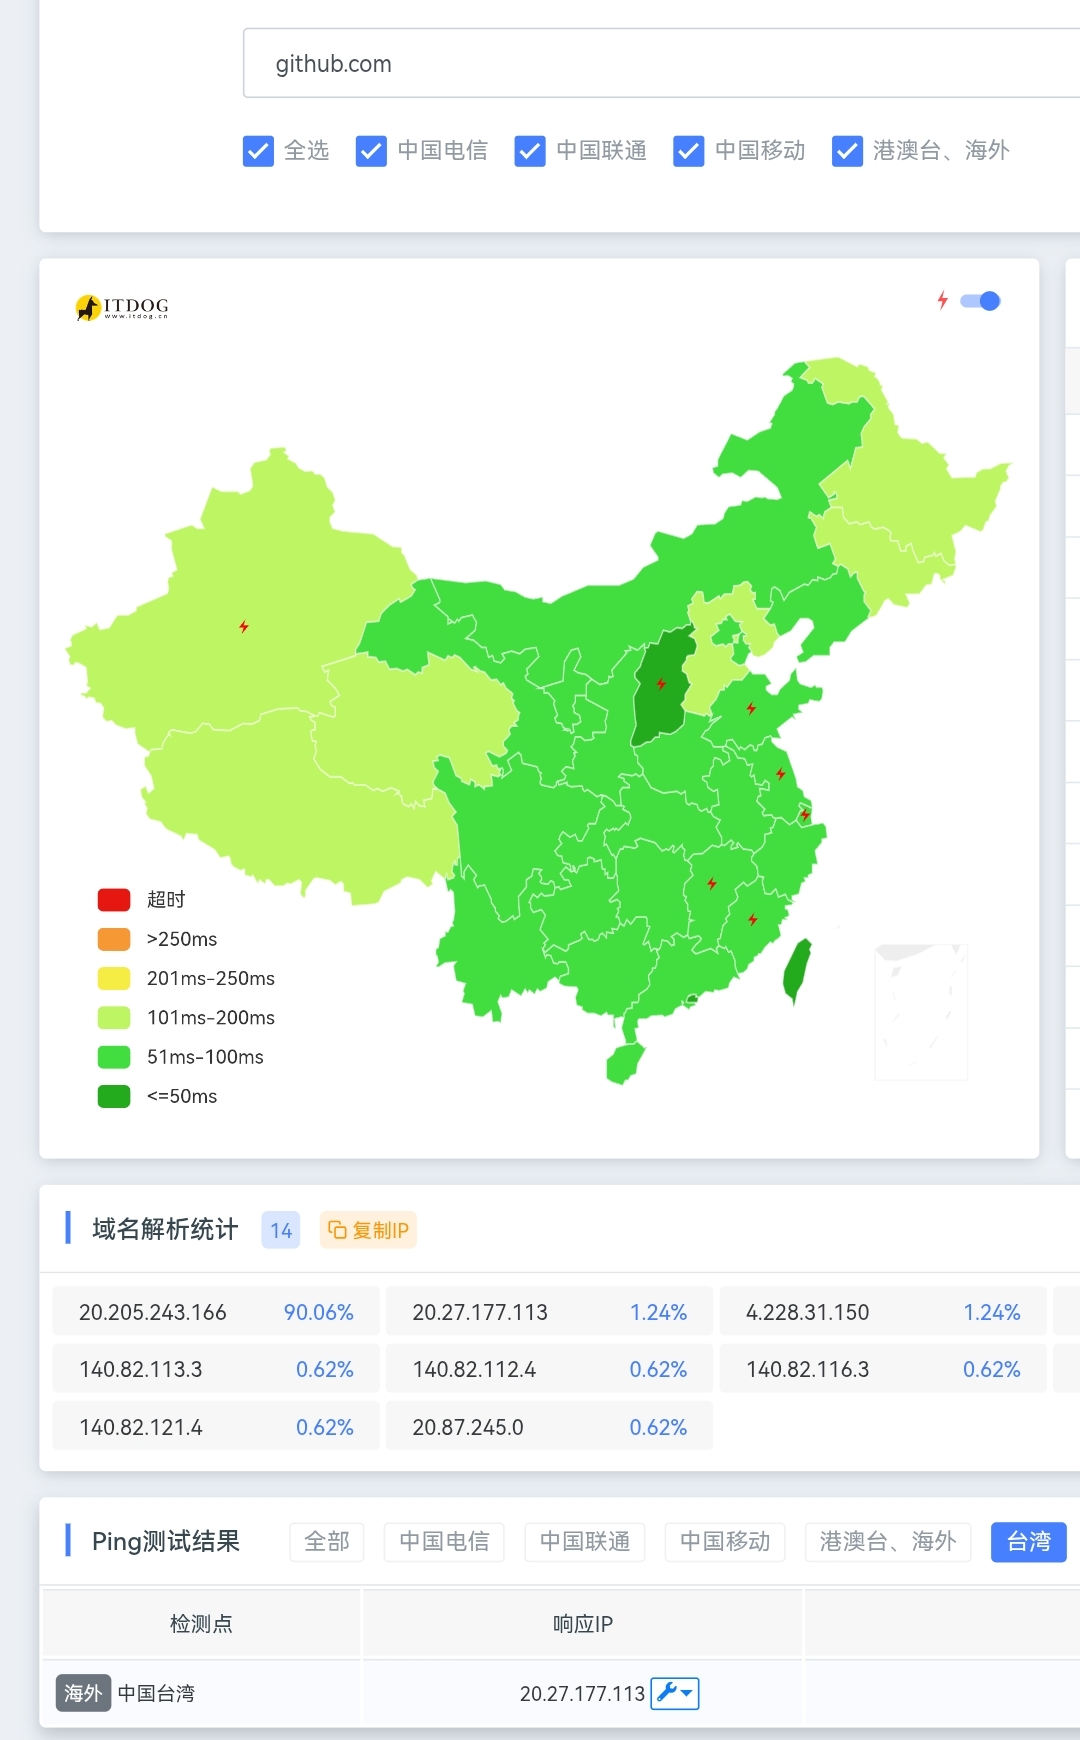 github.com
全选 中国电信 中国联通 中国移动 港澳台、海外
ITDOG
www.itdog.cn
超时
>250ms
201ms-250ms
101ms-200ms
51ms-100ms
<=50ms
域名解析统计 14 复制IP
20.205.243.166 90.06% 20.27.177.113 1.24% 4.228.31.150 1.24%
140.82.113.3 0.62% 140.82.112.4 0.62% 140.82.116.3 0.62%
140.82.121.4 0.62% 20.87.245.0 0.62%
Ping测试结果 全部 中国电信 中国联通 中国移动 港澳台、海外 台湾
检测点 响应IP
海外 中国台湾 20.27.177.113